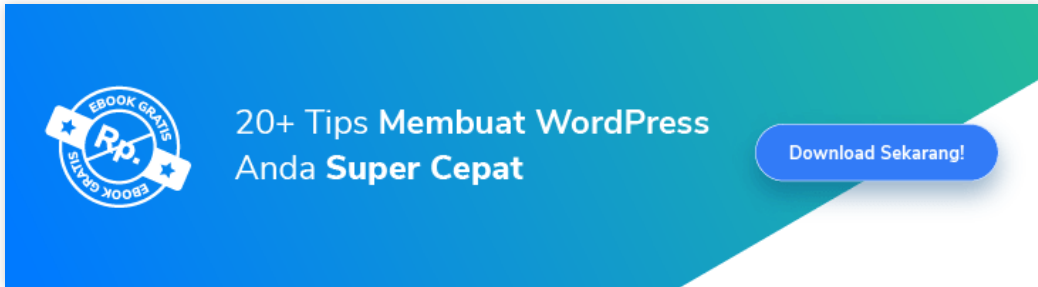 EBOOK GRATIS
Rp.
EBOOK GRATIS
20+ Tips Membuat WordPress
Anda Super Cepat
Download Sekarang!